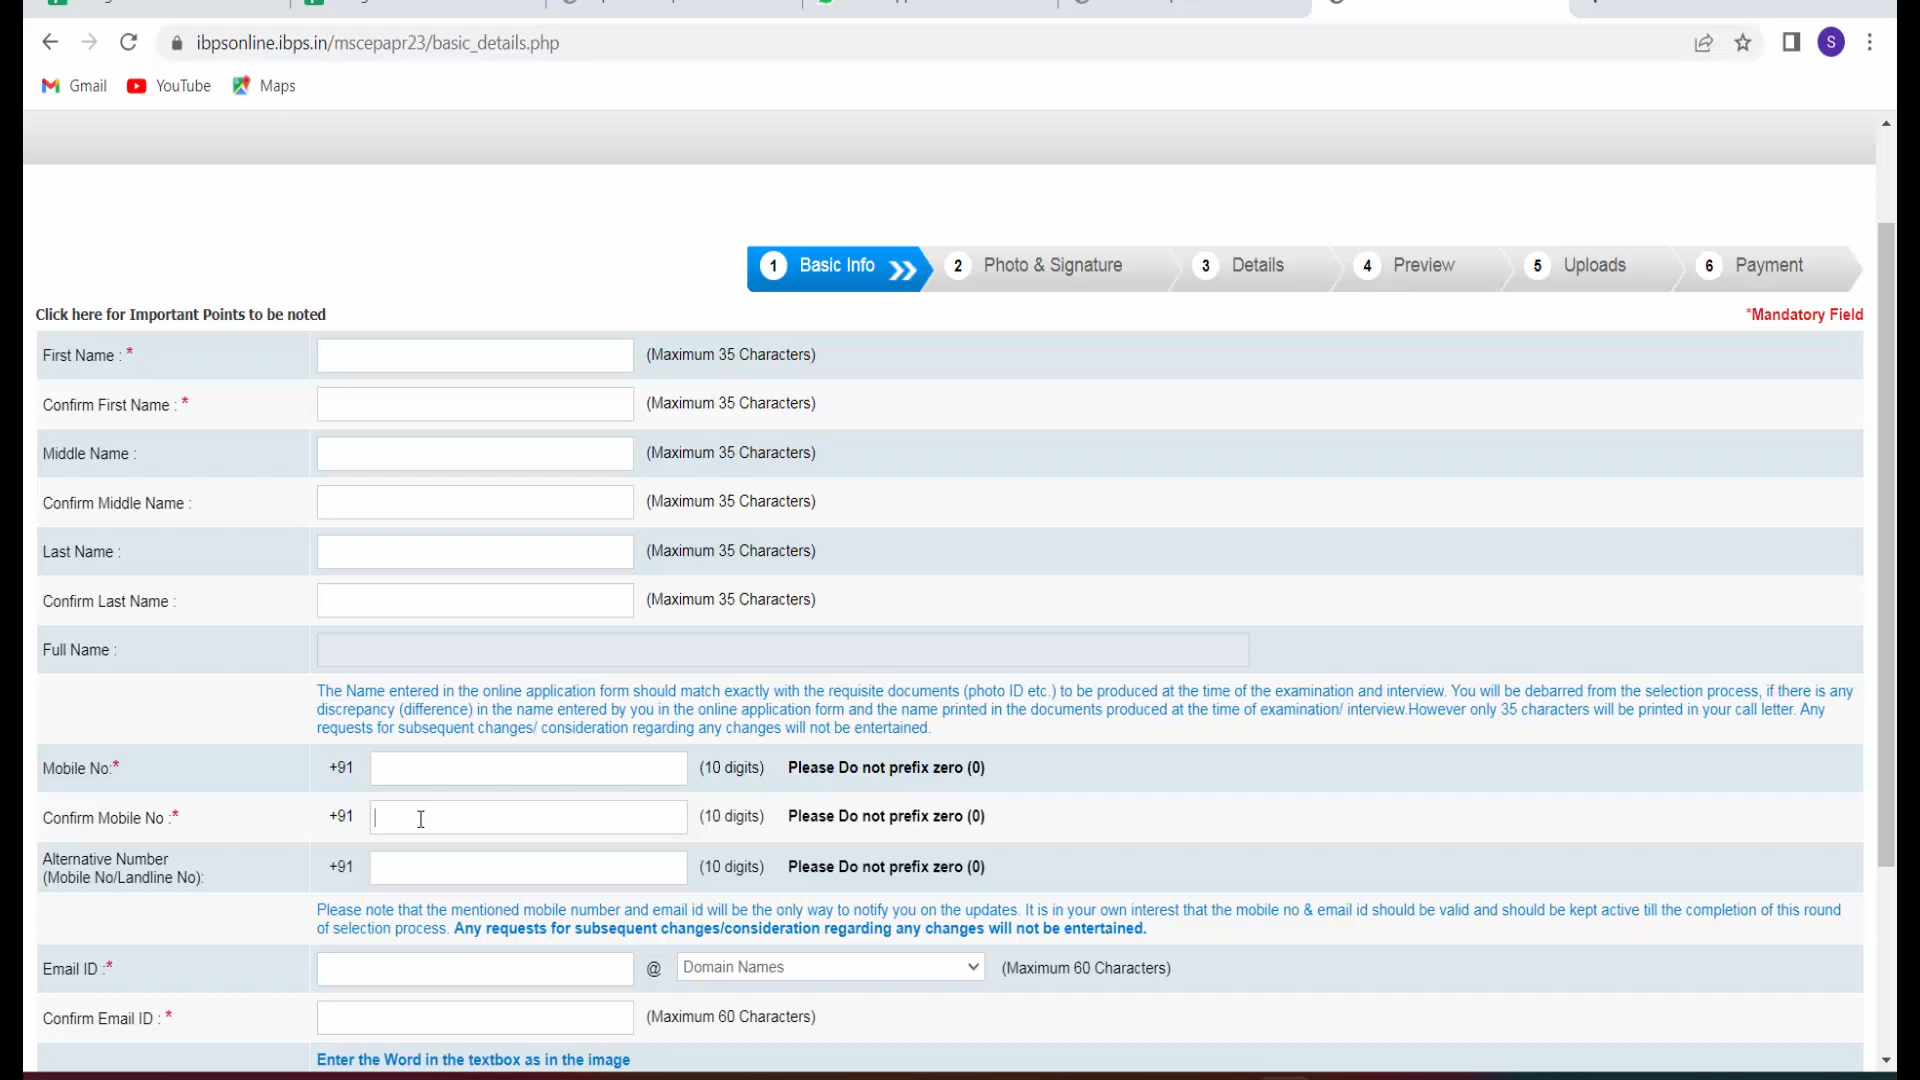 ibpsonline.ibps.in/mscepapr23/basic_details.php
S
Gmail YouTube Maps
1 Basic Info 2 Photo & Signature 3 Details 4 Preview 5 Uploads 6 Payment
Click here for Important Points to be noted *Mandatory Field
First Name : * (Maximum 35 Characters)
Confirm First Name : * (Maximum 35 Characters)
Middle Name : (Maximum 35 Characters)
Confirm Middle Name : (Maximum 35 Characters)
Last Name : (Maximum 35 Characters)
Confirm Last Name : (Maximum 35 Characters)
Full Name :
The Name entered in the online application form should match exactly with the requisite documents (photo ID etc.) to be produced at the time of the examination and interview. You will be debarred from the selection process, if there is any
discrepancy (difference) in the name entered by you in the online application form and the name printed in the documents produced at the time of examination/ interview.However only 35 characters will be printed in your call letter. Any
requests for subsequent changes/ consideration regarding any changes will not be entertained.
Mobile No:* +91 (10 digits) Please Do not prefix zero (0)
Confirm Mobile No :* +91 (10 digits) Please Do not prefix zero (0)
Alternative Number
(Mobile No/Landline No): +91 (10 digits) Please Do not prefix zero (0)
Please note that the mentioned mobile number and email id will be the only way to notify you on the updates. It is in your own interest that the mobile no & email id should be valid and should be kept active till the completion of this round
of selection process. Any requests for subsequent changes/consideration regarding any changes will not be entertained.
Email ID :* @ Domain Names (Maximum 60 Characters)
Confirm Email ID : * (Maximum 60 Characters)
Enter the Word in the textbox as in the image